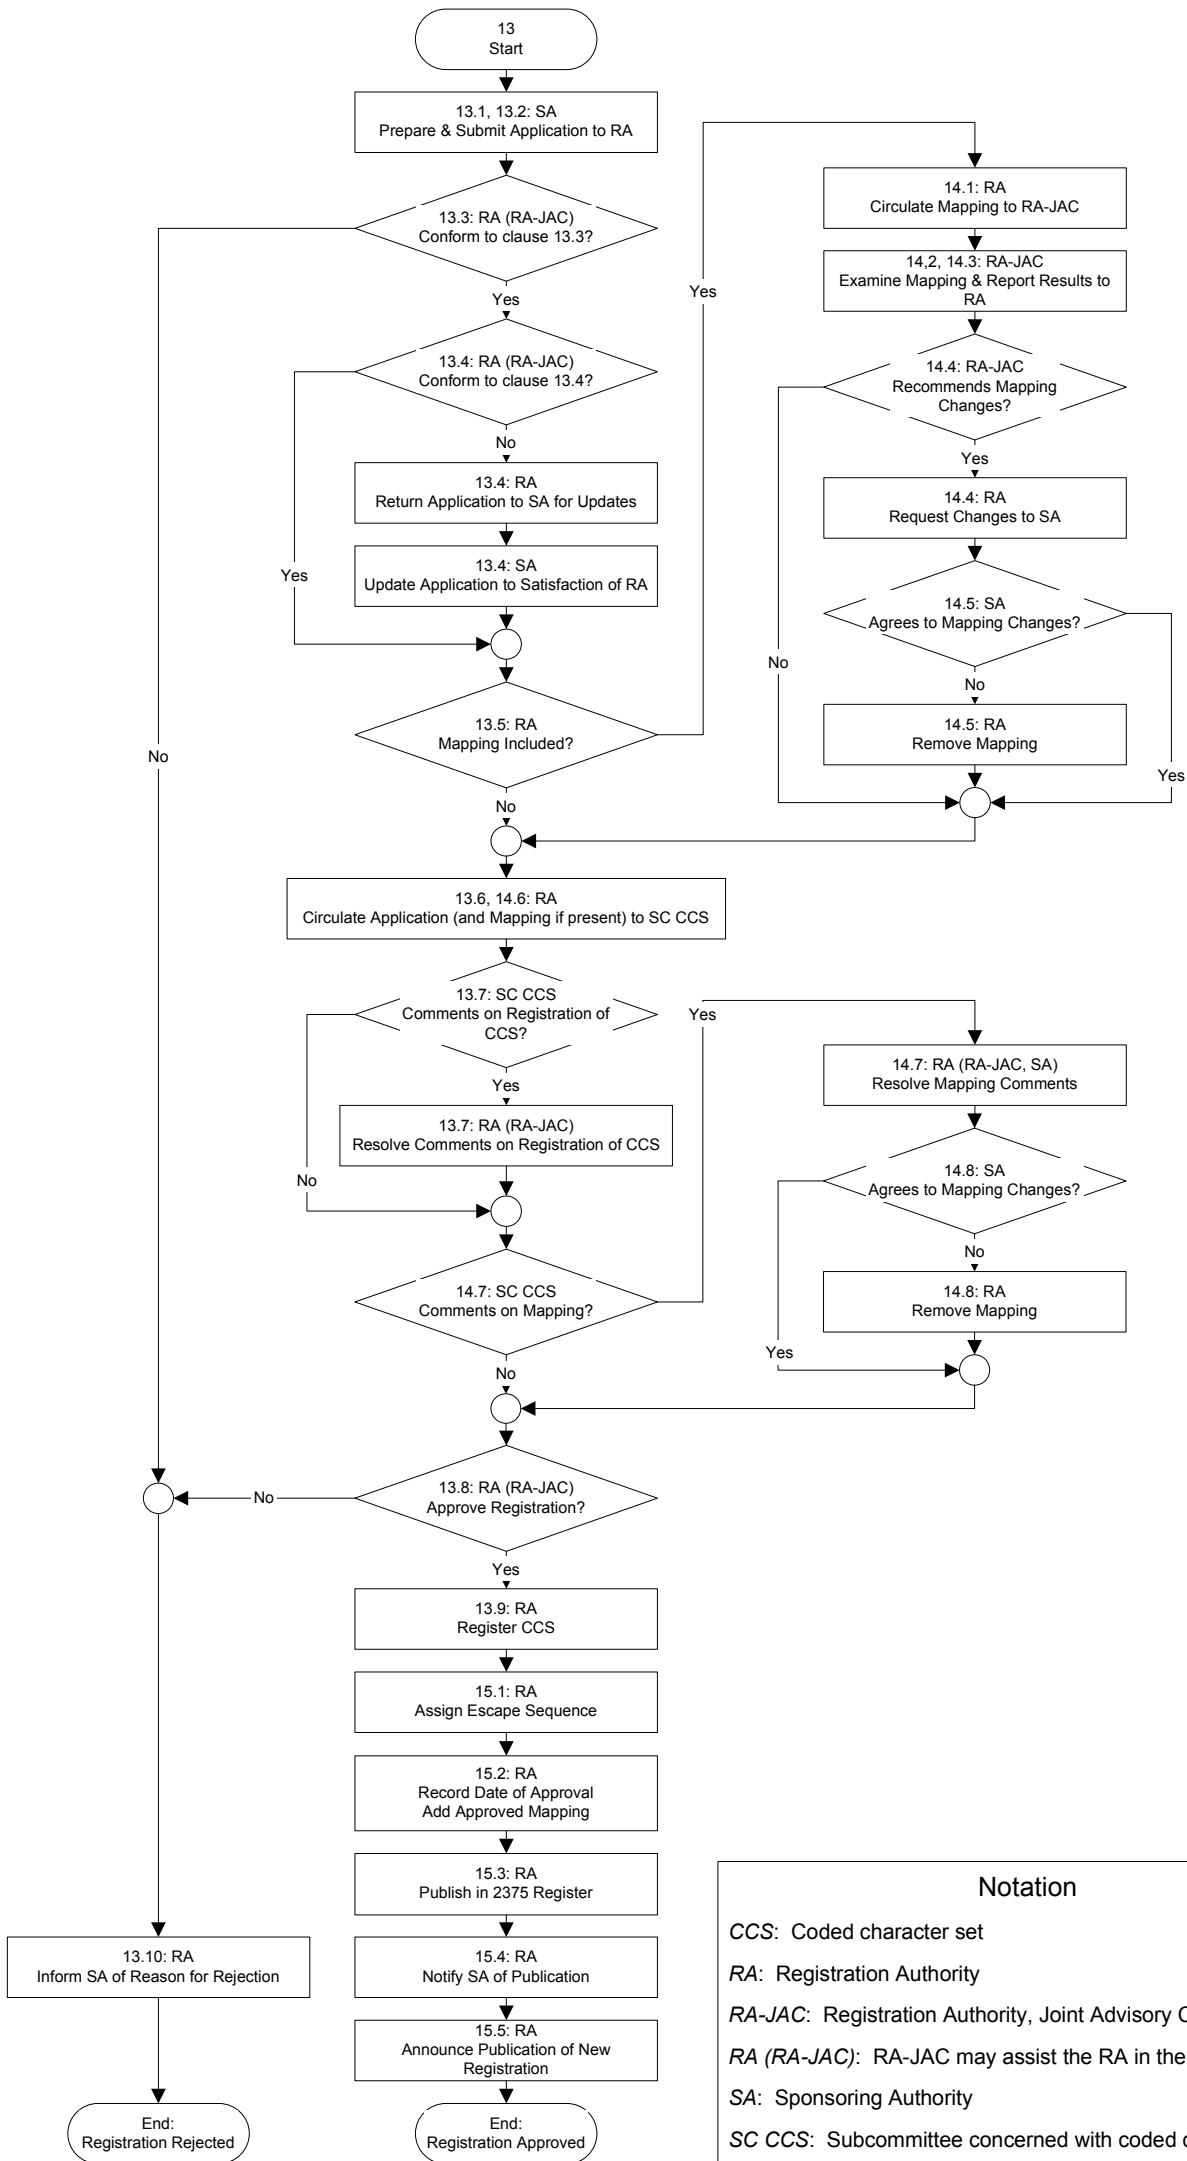 13
Start
13.1, 13.2: SA
Prepare & Submit Application to RA
13.3: RA (RA-JAC)
Conform to clause 13.3?
Yes
13.4: RA (RA-JAC)
Conform to clause 13.4?
No
13.4: RA
Return Application to SA for Updates
Yes
13.4: SA
Update Application to Satisfaction of RA
13.5: RA
Mapping Included?
No
No
Yes
14.1: RA
Circulate Mapping to RA-JAC
14,2, 14.3: RA-JAC
Examine Mapping & Report Results to
RA
14.4: RA-JAC
Recommends Mapping
Changes?
Yes
14.4: RA
Request Changes to SA
14.5: SA
Agrees to Mapping Changes?
No
No
14.5: RA
Remove Mapping
Yes
13.6, 14.6: RA
Circulate Application (and Mapping if present) to SC CCS
13.7: SC CCS
Comments on Registration of
CCS?
Yes
13.7: RA (RA-JAC)
Resolve Comments on Registration of CCS
No
14.7: SC CCS
Comments on Mapping?
No
Yes
14.7: RA (RA-JAC, SA)
Resolve Mapping Comments
14.8: SA
Agrees to Mapping Changes?
No
14.8: RA
Remove Mapping
Yes
13.8: RA (RA-JAC)
Approve Registration?
No
Yes
13.9: RA
Register CCS
15.1: RA
Assign Escape Sequence
15.2: RA
Record Date of Approval
Add Approved Mapping
15.3: RA
Publish in 2375 Register
13.10: RA
Inform SA of Reason for Rejection
15.4: RA
Notify SA of Publication
15.5: RA
Announce Publication of New
Registration
End:
Registration Rejected
End:
Registration Approved
Notation
CCS: Coded character set
RA: Registration Authority
RA-JAC: Registration Authority, Joint Advisory
RA (RA-JAC): RA-JAC may assist the RA in the
SA: Sponsoring Authority
SC CCS: Subcommittee concerned with coded